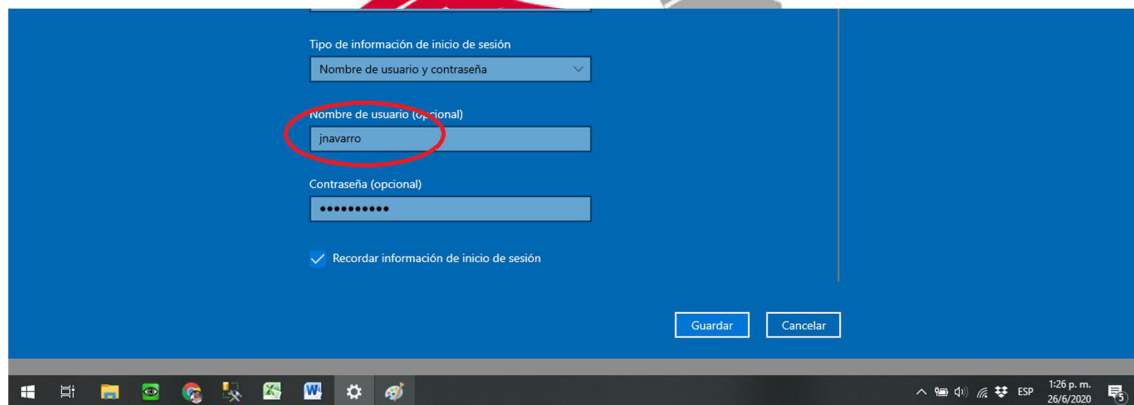 Tipo de información de inicio de sesión
Nombre de usuario y contraseña
Nombre de usuario (opcional)
jnavarro
Contraseña (opcional)
••••••••••
Recordar información de inicio de sesión
Guardar Cancelar
ESP 1:26 p. m.
26/6/2020
5